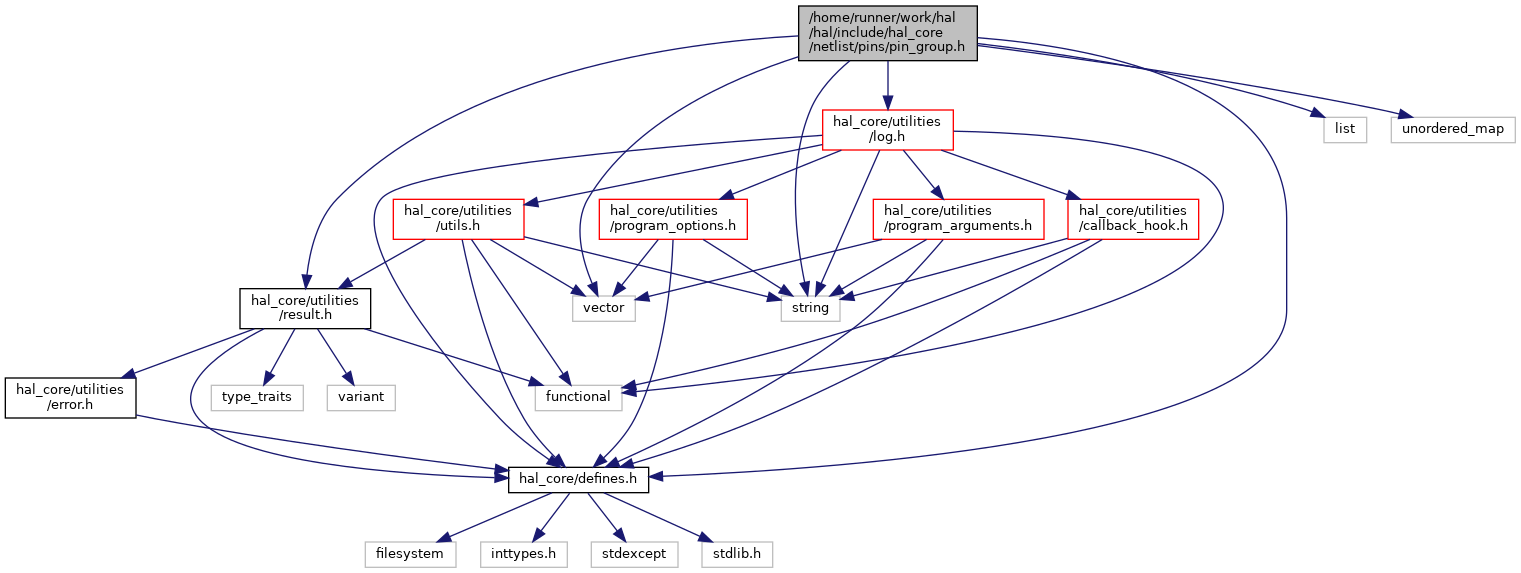 /home/runner/work/hal
/hal/include/hal_core
/netlist/pins/pin_group.h
hal_core/utilities
/log.h
list
unordered_map
hal_core/utilities
/utils.h
hal_core/utilities
/program_options.h
hal_core/utilities
/program_arguments.h
hal_core/utilities
/callback_hook.h
hal_core/utilities
/result.h
vector
string
hal_core/utilities
/error.h
type_traits
variant
functional
hal_core/defines.h
filesystem
inttypes.h
stdexcept
stdlib.h